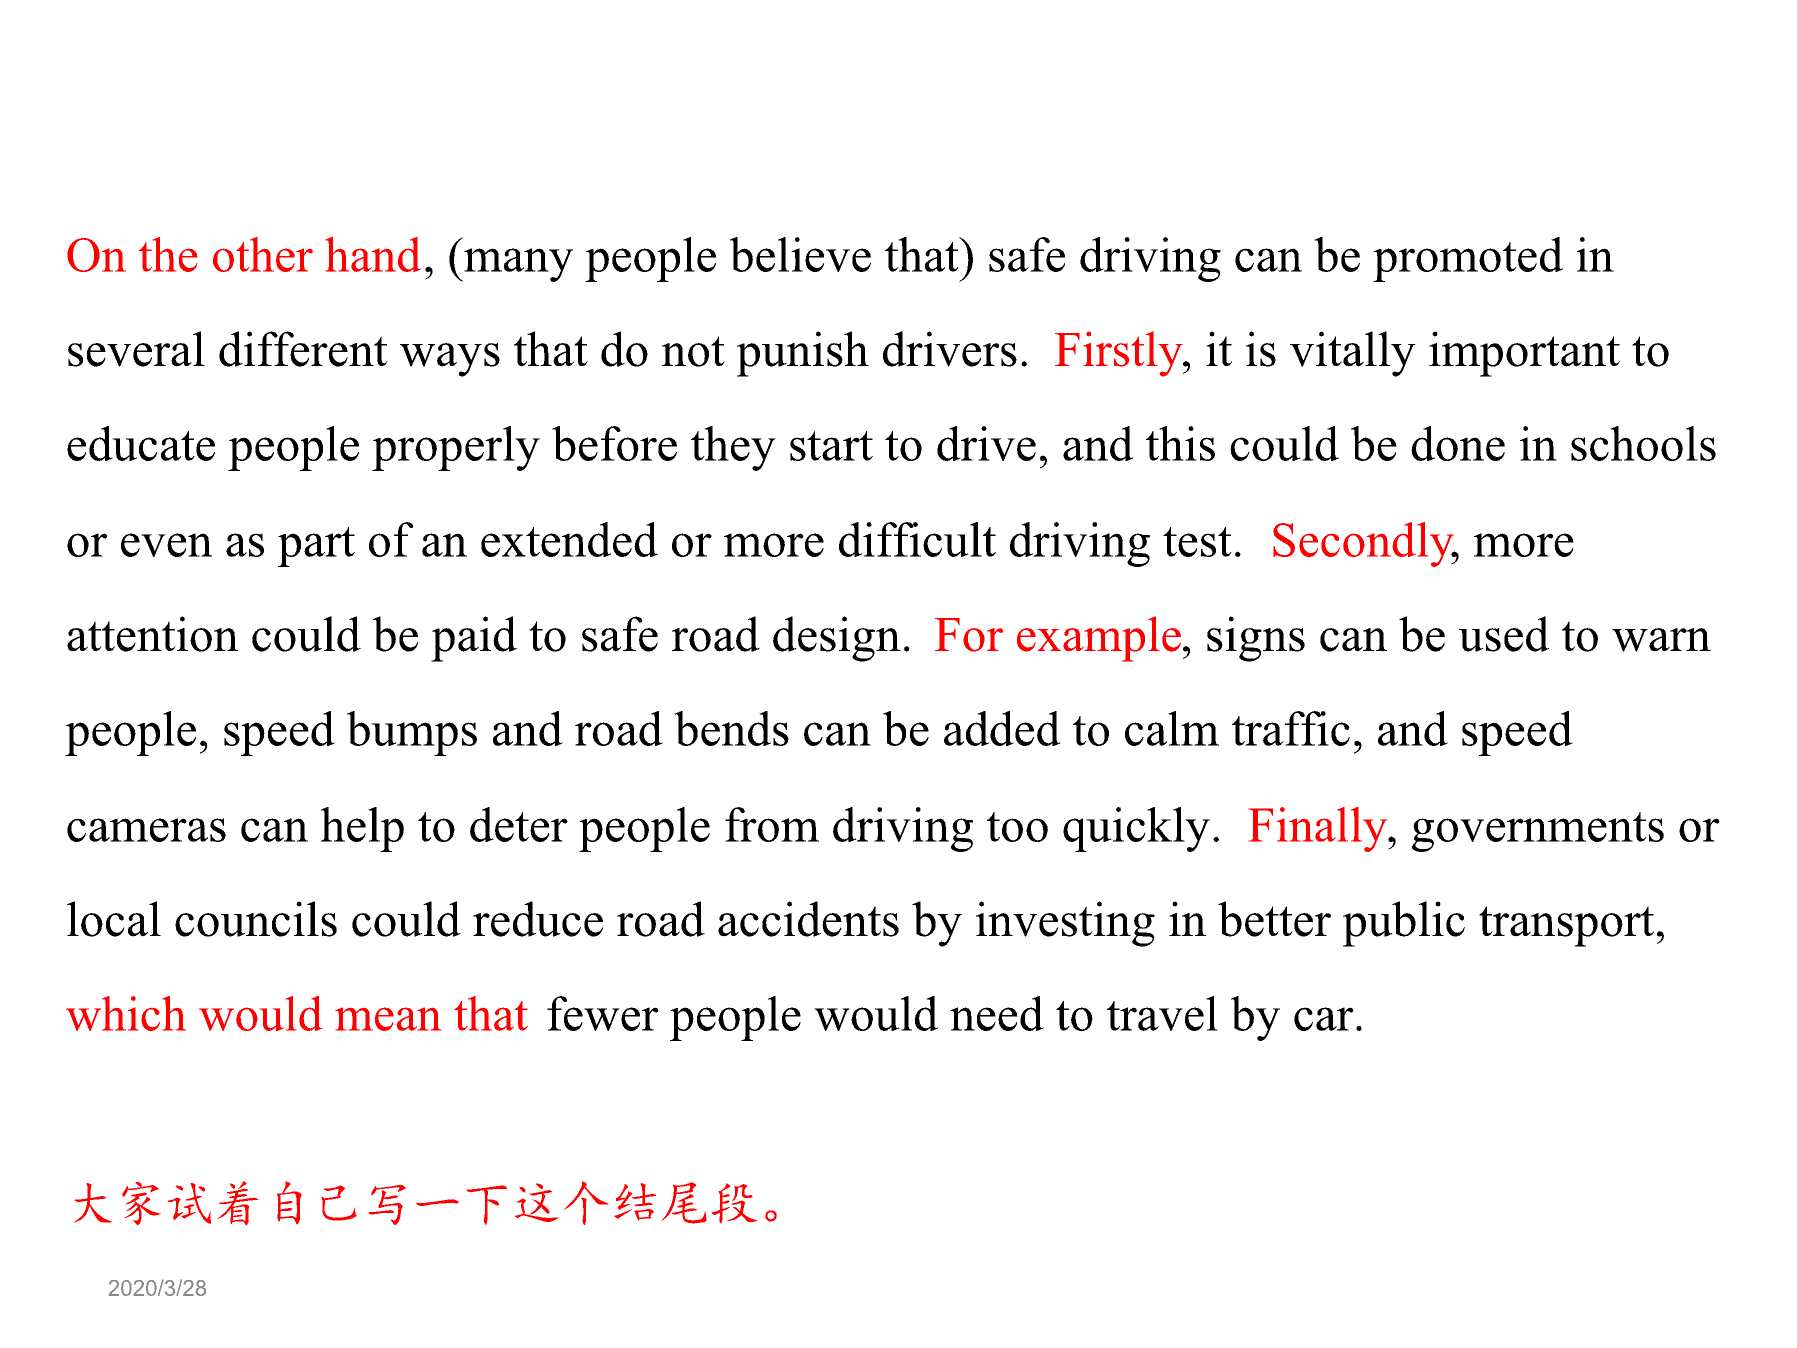 On the other hand, (many people believe that) safe driving can be promoted in
several different ways that do not punish drivers. Firstly, it is vitally important to
educate people properly before they start to drive, and this could be done in schools
or even as part of an extended or more difficult driving test. Secondly, more
attention could be paid to safe road design. For example, signs can be used to warn
people, speed bumps and road bends can be added to calm traffic, and speed
cameras can help to deter people from driving too quickly. Finally, governments or
local councils could reduce road accidents by investing in better public transport,
which would mean that fewer people would need to travel by car.
大家试着自己写一下这个结尾段。
2020/3/28